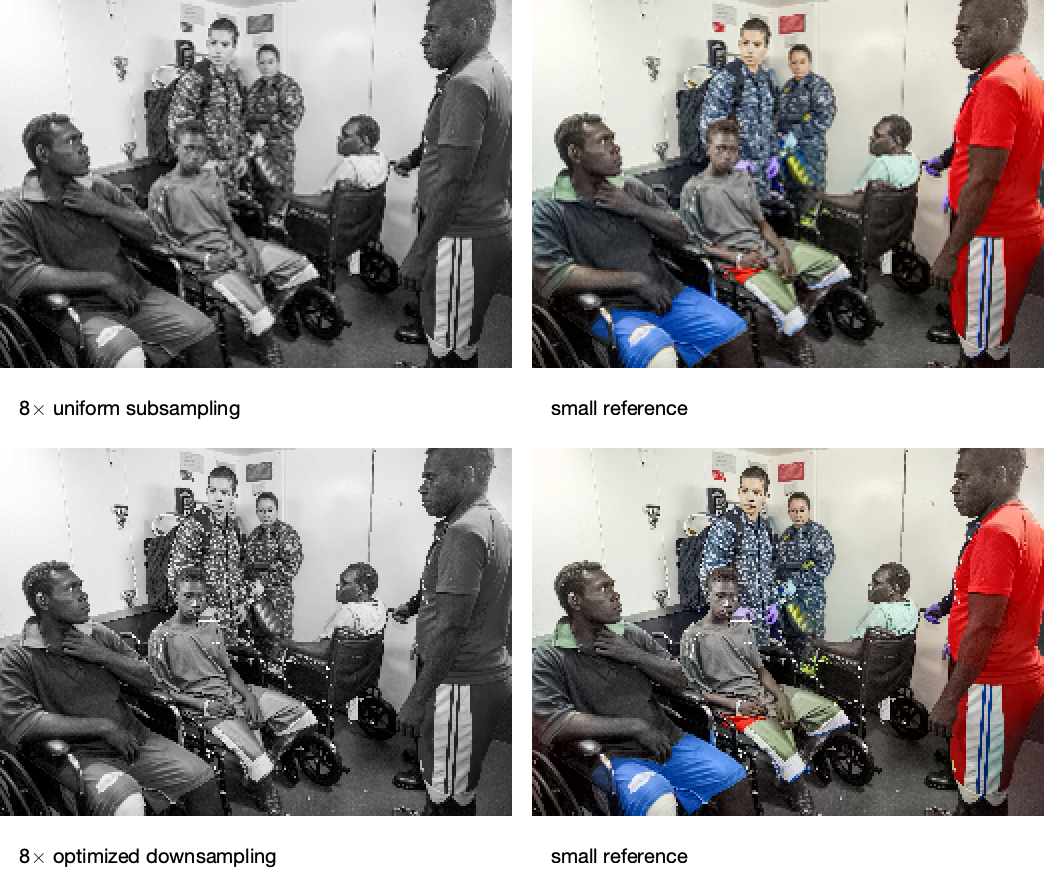 8× uniform subsampling
small reference
8× optimized downsampling
small reference